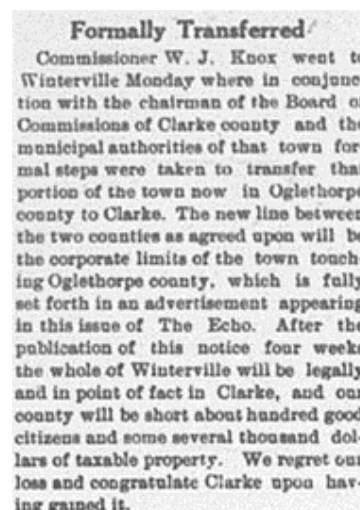 Formally Transferred
Commissioner W. J. Knox went to
Winterville Monday where in conjunc
tion with the chairman of the Board of
Commissions of Clarke county and the
municipal authorities of that town for-
mal steps were taken to transfer that
portion of the town now in Oglethorpe
county to Clarke. The new line between
the two counties as agreed upon will be
the corporate limits of the town touch-
ing Oglethorpe county, which is fully
set forth in an advertisement appearing
in this issue of The Echo. After the
publication of this notice four weeks
the whole of Winterville will be legally
and in point of fact in Clarke, and our
county will be short about hundred good
citizens and some several thousand dol-
lars of taxable property. We regret our
loss and congratulate Clarke upon hav-
ing gained it.